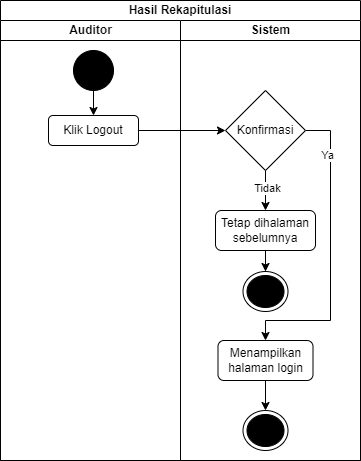 Hasil Rekapitulasi
Auditor
Sistem
Klik Logout
Konfirmasi
Ya
Tidak
Tetap dihalaman
sebelumnya
Menampilkan
halaman login